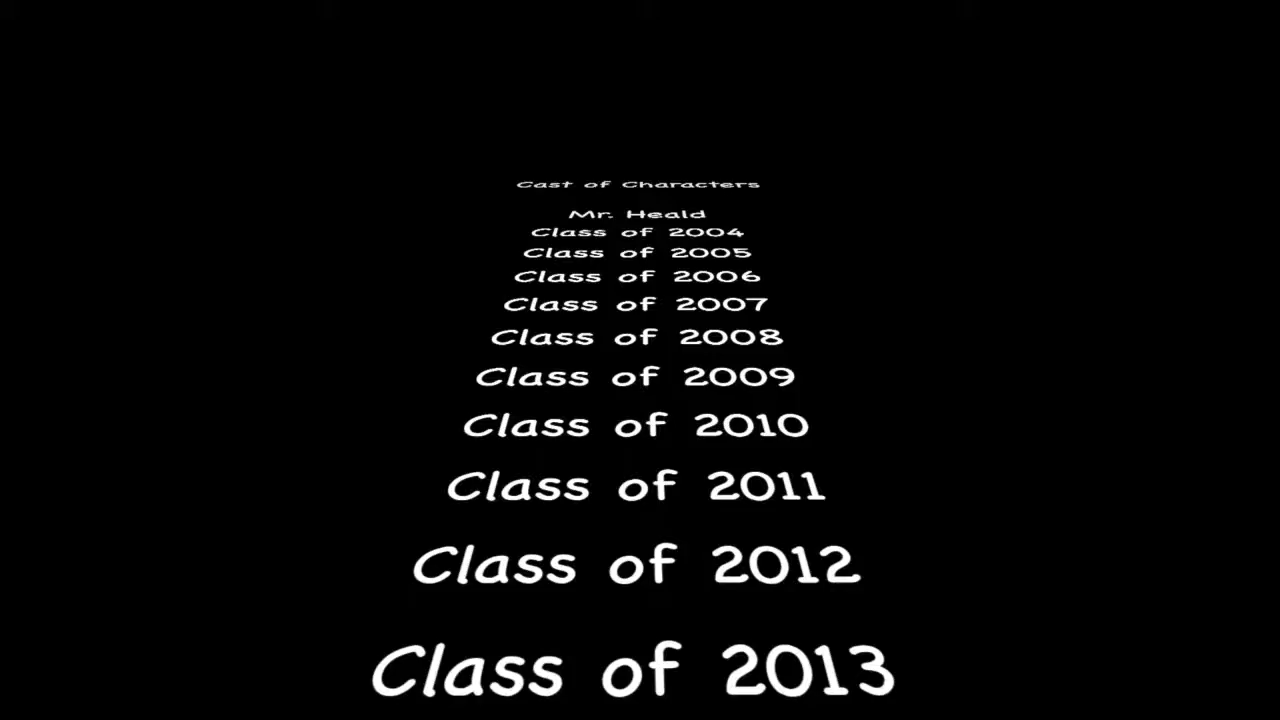 Cast of Characters
Mr. Heald
Class of 2004
Class of 2005
Class of 2006
Class of 2007
Class of 2008
Class of 2009
Class of 2010
Class of 2011
Class of 2012
Class of 2013